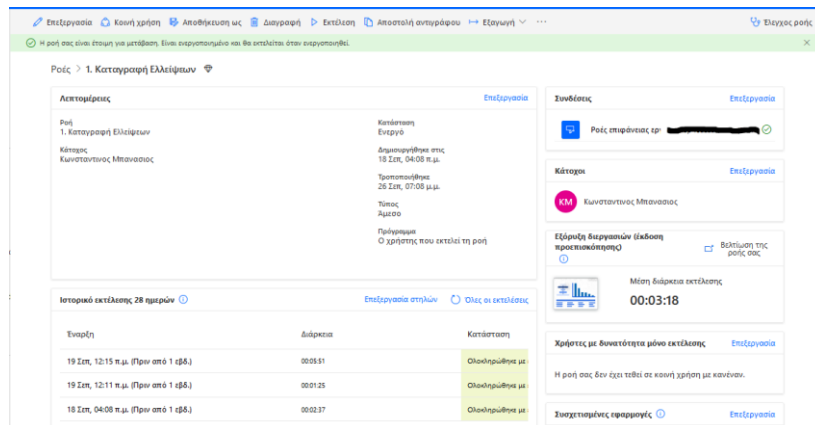 Επεξεργασία Κοινή χρήση Αποθήκευση ως Διαγραφή Εκτέλεση Αποστολή αντιγράφου Εξαγωγή ··· Έλεγχος ροής
Η ροή σας είναι έτοιμη για μετάβαση. Είναι ενεργοποιημένο και θα εκτελείται όταν ενεργοποιηθεί.
Ροές > 1. Καταγραφή Ελλείψεων
Λεπτομέρειες Επεξεργασία
Ροή
1. Καταγραφή Ελλείψεων
Κάτοχος
Κωνσταντινος Μπανασιος
Κατάσταση
Ενεργό
Δημιουργήθηκε στις
18 Σεπ, 04:08 π.μ.
Τροποποιήθηκε
26 Σεπ, 07:08 μ.μ.
Τύπος
Άμεσο
Πρόγραμμα
Ο χρήστης που εκτελεί τη ροή
Ιστορικό εκτέλεσης 28 ημερών Επεξεργασία στηλών Όλες οι εκτελέσεις
Έναρξη Διάρκεια Κατάσταση
19 Σεπ, 12:15 π.μ. (Πριν από 1 εβδ.) 00:05:51 Ολοκληρώθηκε με
19 Σεπ, 12:11 π.μ. (Πριν από 1 εβδ.) 00:01:25 Ολοκληρώθηκε με
18 Σεπ, 04:08 π.μ. (Πριν από 1 εβδ.) 00:02:37 Ολοκληρώθηκε με
Συνδέσεις Επεξεργασία
Ροές επιφάνειας ερ
Κάτοχοι Επεξεργασία
ΚΜ Κωνσταντινος Μπανασιος
Εξόρυξη διεργασιών (έκδοση
προεπισκόπησης)
Βελτίωση της
ροής σας
Μέση διάρκεια εκτέλεσης
00:03:18
Χρήστες με δυνατότητα μόνο εκτέλεσης Επεξεργασία
Η ροή σας δεν έχει τεθεί σε κοινή χρήση με κανέναν.
Συσχετισμένες εφαρμογές Επεξεργασία